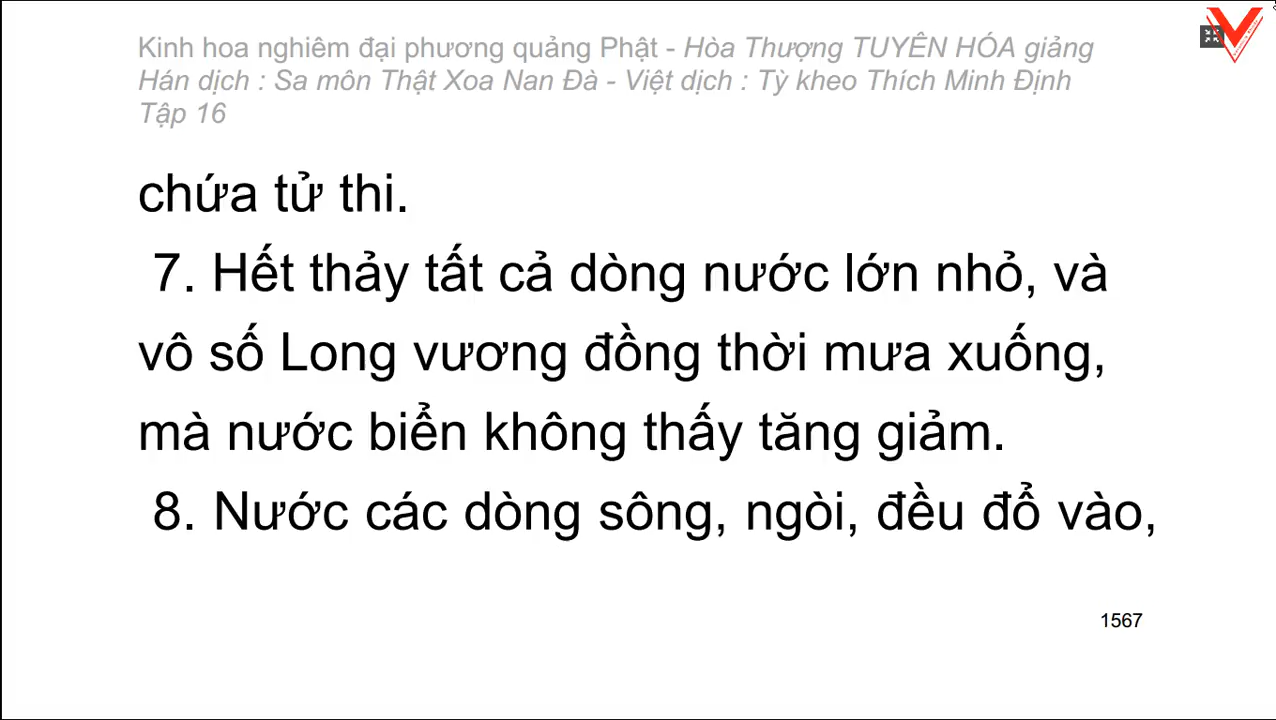 Kinh hoa nghiêm đại phương quảng Phật - Hòa Thượng TUYÊN HÓA giảng
Hán dịch : Sa môn Thật Xoa Nan Đà - Việt dịch : Tỳ kheo Thích Minh Định
Tập 16
chứa tử thi.
7. Hết thảy tất cả dòng nước lớn nhỏ, và
vô số Long vương đồng thời mưa xuống,
mà nước biển không thấy tăng giảm.
8. Nước các dòng sông, ngòi, đều đổ vào,
1567